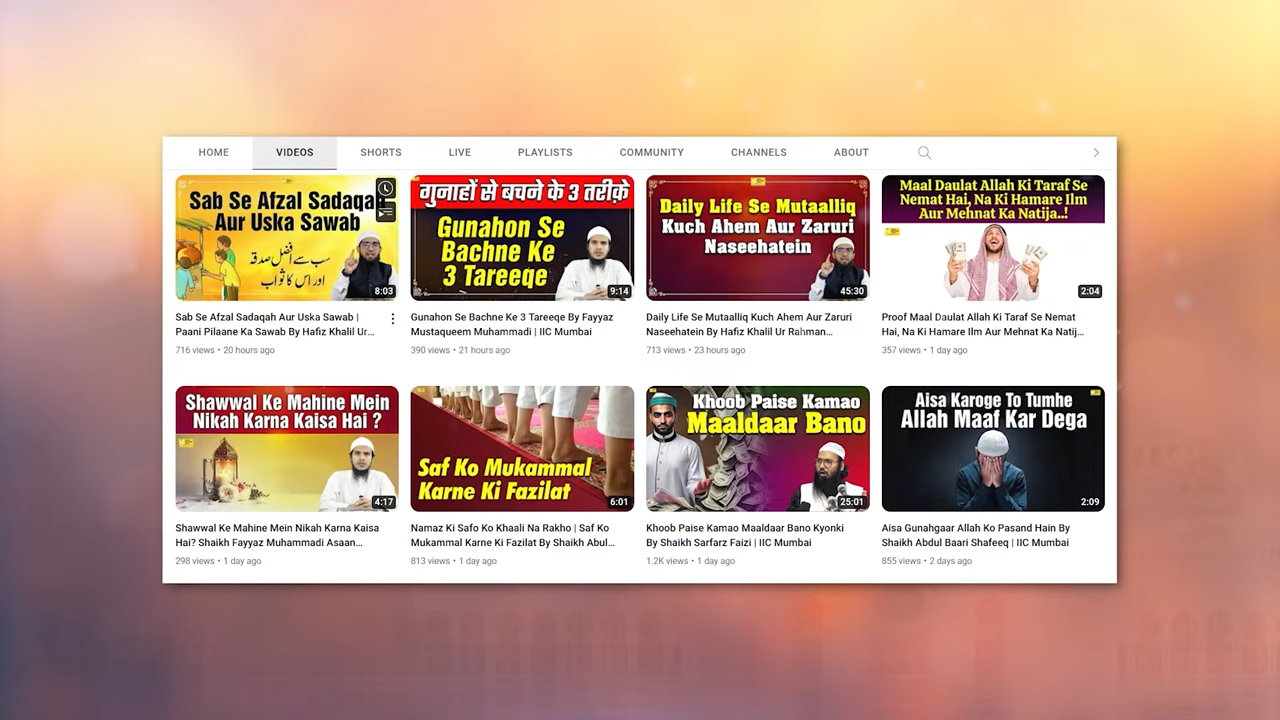 HOME VIDEOS SHORTS LIVE PLAYLISTS COMMUNITY CHANNELS ABOUT
Sab Se Afzal Sadaqah
Aur Uska Sawab
سب سے افضل صدقہ
اور اس کا ثواب
8:03
Sab Se Afzal Sadaqah Aur Uska Sawab |
Paani Pilaane Ka Sawab By Hafiz Khalil Ur...
716 views • 20 hours ago
गुनाहों से बचने के 3 तरीक़े
Gunahon Se
Bachne Ke
3 Tareeqe
9:14
Gunahon Se Bachne Ke 3 Tareeqe By Fayyaz
Mustaqueem Muhammadi | IIC Mumbai
390 views • 21 hours ago
Daily Life Se Mutaalliq
Kuch Ahem Aur Zaruri
Naseehatein
45:30
Daily Life Se Mutaalliq Kuch Ahem Aur Zaruri
Naseehatein By Hafiz Khalil Ur Rahman...
713 views • 23 hours ago
Maal Daulat Allah Ki Taraf Se
Nemat Hai, Na Ki Hamare Ilm
Aur Mehnat Ka Natija..!
2:04
Proof Maal Daulat Allah Ki Taraf Se Nemat
Hai, Na Ki Hamare Ilm Aur Mehnat Ka Natij...
357 views • 1 day ago
Shawwal Ke Mahine Mein
Nikah Karna Kaisa Hai ?
4:17
Shawwal Ke Mahine Mein Nikah Karna Kaisa
Hai? Shaikh Fayyaz Muhammadi Asaan...
298 views • 1 day ago
Saf Ko Mukammal
Karne Ki Fazilat
6:01
Namaz Ki Safo Ko Khaali Na Rakho | Saf Ko
Mukammal Karne Ki Fazilat By Shaikh Abul...
813 views • 1 day ago
Khoob Paise Kamao
Maaldaar Bano
25:01
Khoob Paise Kamao Maaldaar Bano Kyonki
By Shaikh Sarfarz Faizi | IIC Mumbai
1.2K views • 1 day ago
Aisa Karoge To Tumhe
Allah Maaf Kar Dega
2:09
Aisa Gunahgaar Allah Ko Pasand Hain By
Shaikh Abdul Baari Shafeeq | IIC Mumbai
855 views • 2 days ago